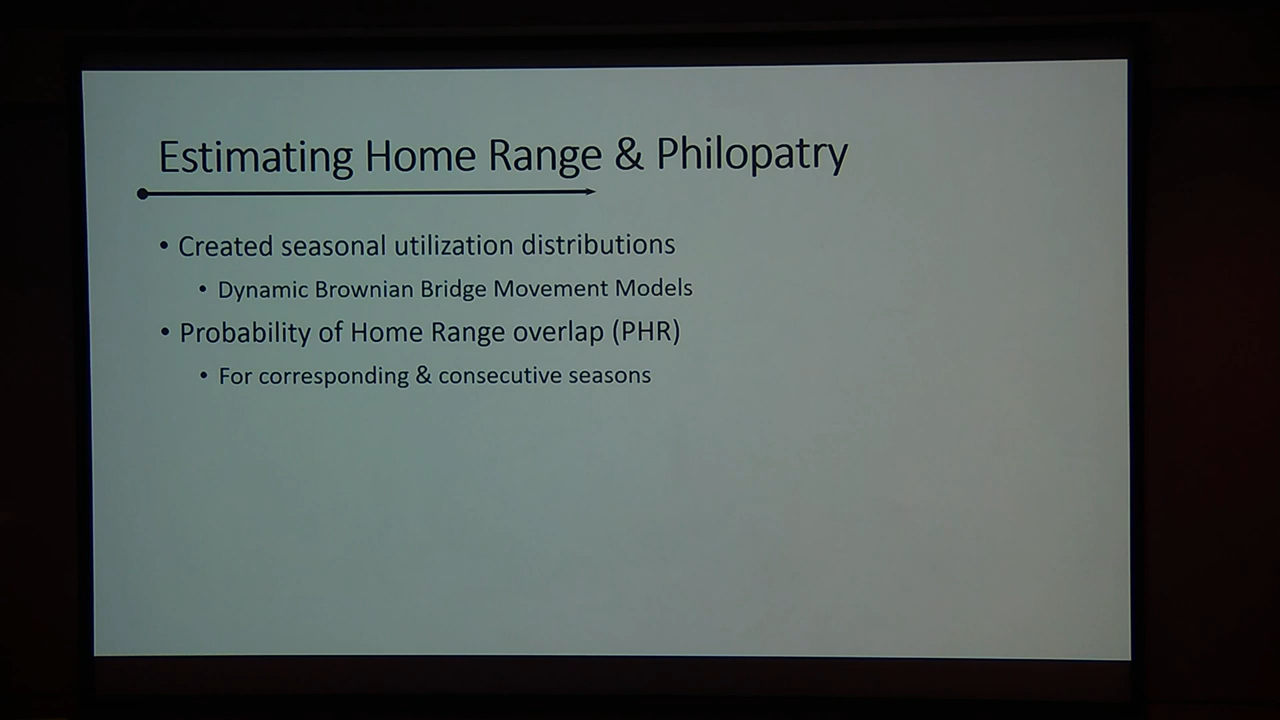 Estimating Home Range & Philopatry
• Created seasonal utilization distributions
• Dynamic Brownian Bridge Movement Models
• Probability of Home Range overlap (PHR)
• For corresponding & consecutive seasons